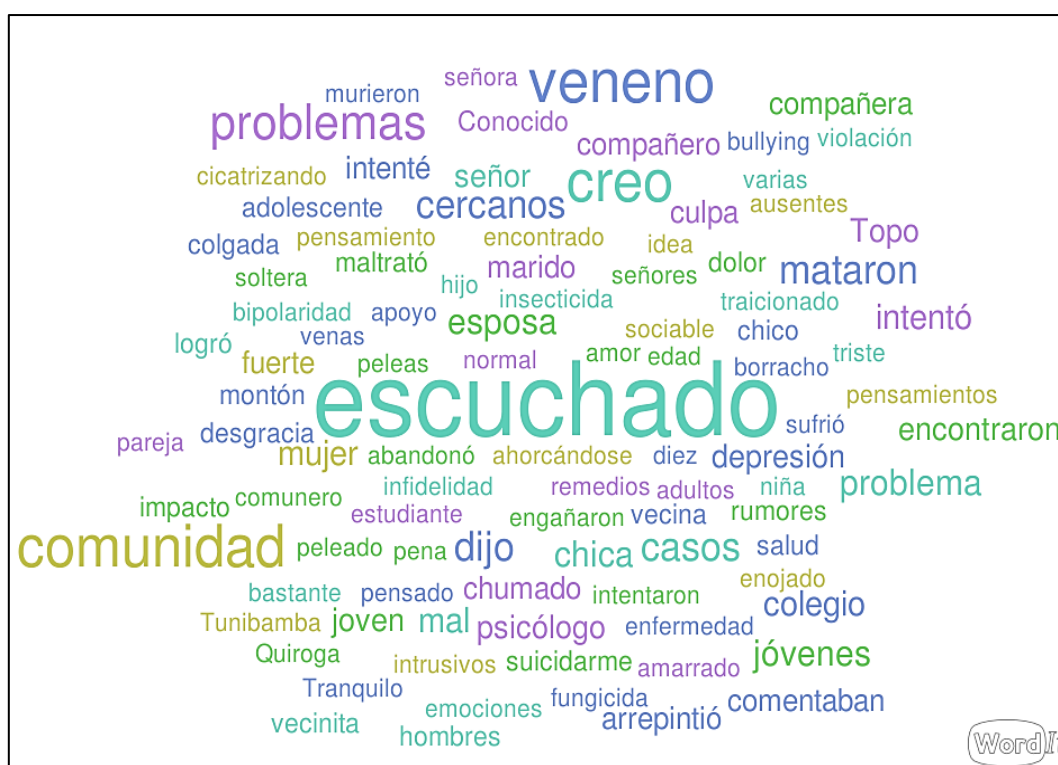 señora veneno
murieron compañera
problemas Conocido
compañero bullying violación
cicatrizando intenté señor creo varias
adolescente cercanos culpa ausentes
colgada pensamiento encontrado idea Topo
soltera maltrató marido señores dolor mataron
hijo insecticida traicionado
bipolaridad apoyo esposa sociable chico intentó
logró venas
fuerte peleas normal amor edad borracho triste
montón escuchado pensamientos
pareja desgracia sufrió encontraron
mujer abandonó ahorcándose diez depresión
infidelidad remedios adultos niña problema
impacto comunero estudiante engañaron vecina rumores
comunidad peleado pena dijo chica casos salud
bastante pensado chumado intentaron enojado
Tunibamba joven mal psicólogo enfermedad colegio
Quiroga intrusivos suicidarme amarrado jóvenes
Tranquilo fungicida comentaban
vecinita emociones arrepintió
hombres
Word